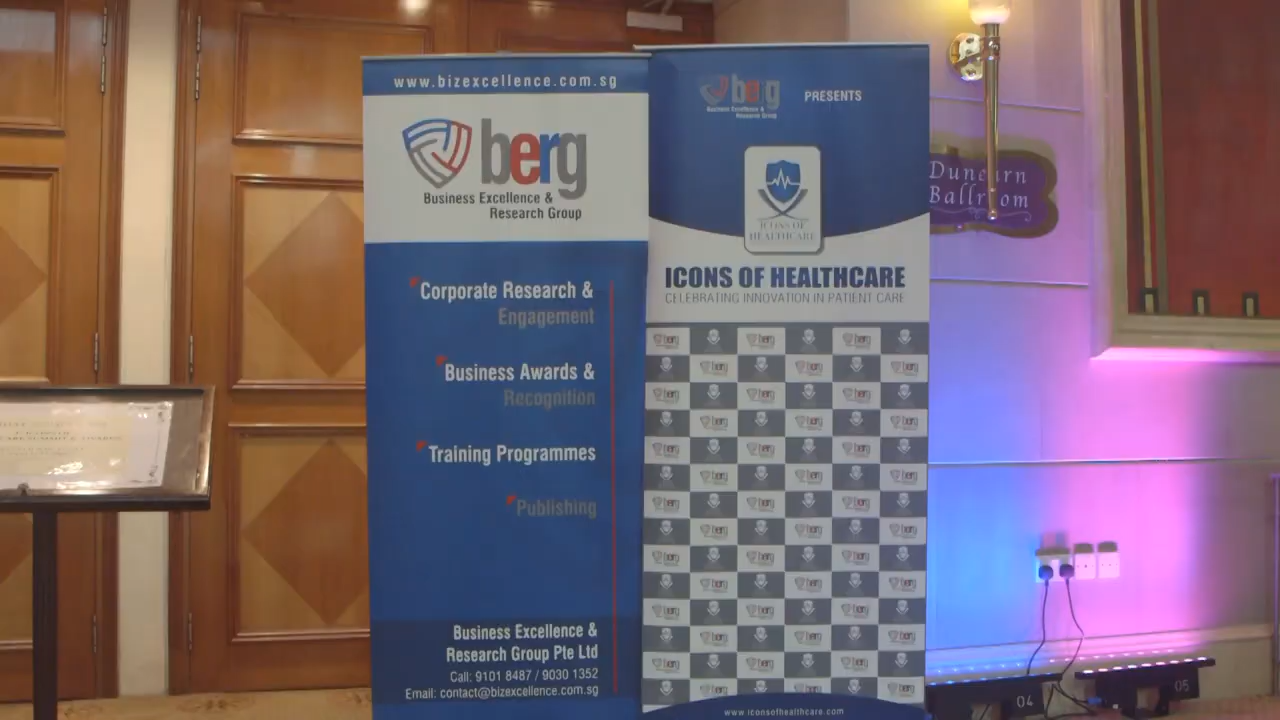 www.bizexcellence.com.sg
berg
Business Excellence &
Research Group
Corporate Research &
Engagement
Business Awards &
Recognition
Training Programmes
Publishing
Business Excellence &
Research Group Pte Ltd
Call: 9101 8487 / 9030 1352
Email: contact@bizexcellence.com.sg
berg
Business Excellence &
Research Group
PRESENTS
ICONS OF
HEALTHCARE
ICONS OF HEALTHCARE
CELEBRATING INNOVATION IN PATIENT CARE
www.iconsofhealthcare.com
Ballroom
04
05